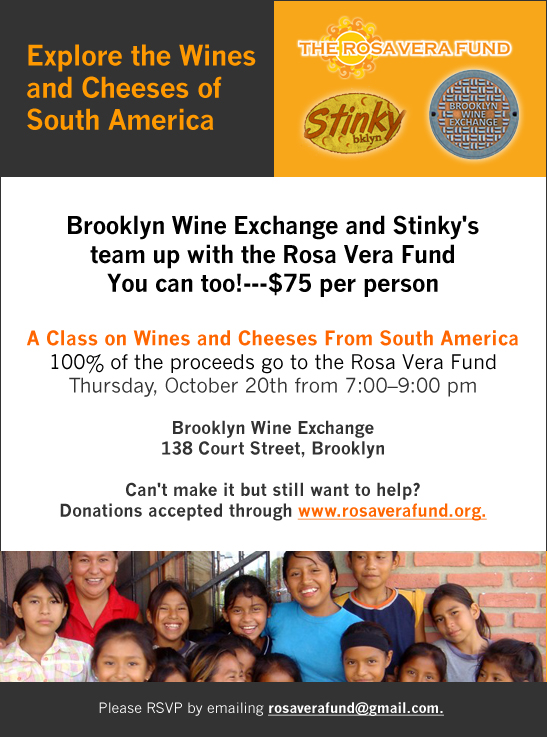 Explore the Wines
and Cheeses of
South America
THE ROSA VERA FUND
Stinky
bklyn
BROOKLYN
WINE
EXCHANGE
Brooklyn Wine Exchange and Stinky's
team up with the Rosa Vera Fund
You can too!---$75 per person
A Class on Wines and Cheeses From South America
100% of the proceeds go to the Rosa Vera Fund
Thursday, October 20th from 7:00–9:00 pm
Brooklyn Wine Exchange
138 Court Street, Brooklyn
Can't make it but still want to help?
Donations accepted through www.rosaverafund.org.
Please RSVP by emailing rosaverafund@gmail.com.